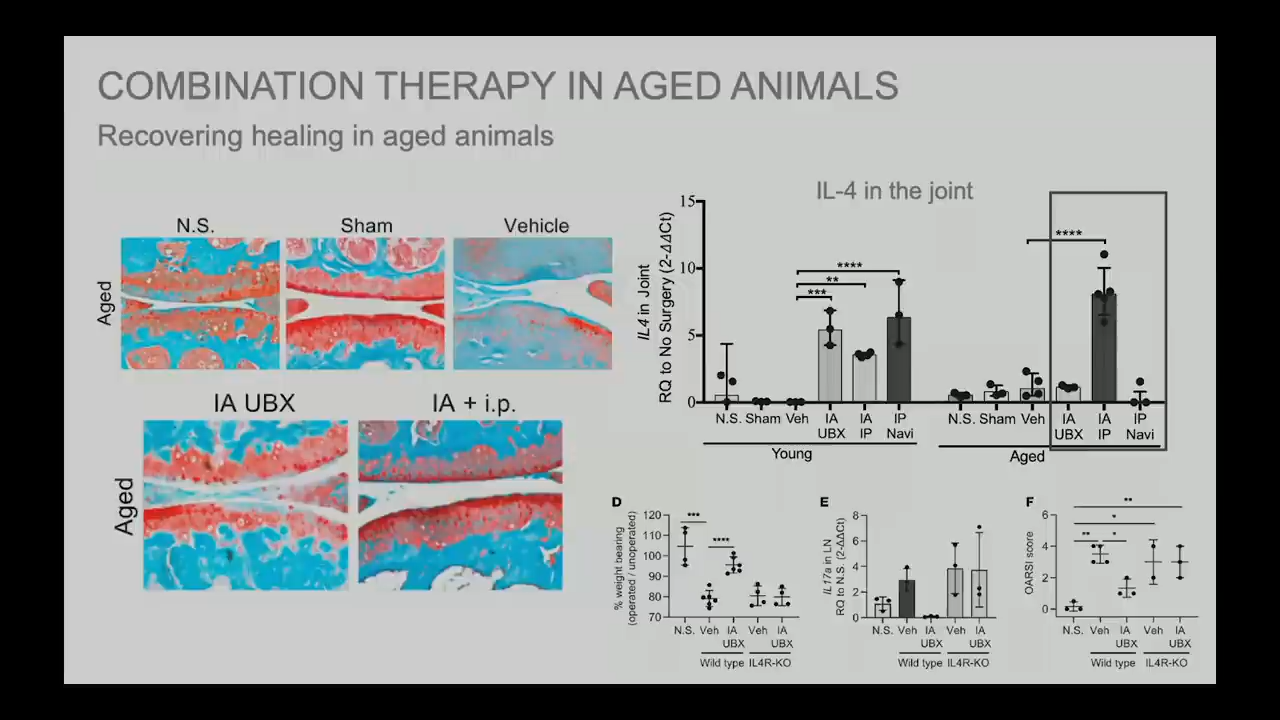 COMBINATION THERAPY IN AGED ANIMALS
Recovering healing in aged animals
N.S. Sham Vehicle
Aged
IA UBX IA + i.p.
Aged
IL-4 in the joint
IL4 in Joint
RQ to No Surgery (2-ΔΔCt)
15
10
5
0
*** ** **** ****
N.S. Sham Veh IA UBX IA IP IP Navi
Young
N.S. Sham Veh IA UBX IA IP IP Navi
Aged
D
% weight bearing
(operated / unoperated)
120
110
100
90
80
70
*** ****
N.S. Veh IA UBX Veh IA UBX
Wild type IL4R-KO
E
IL17a in LN
RQ to N.S. (2-ΔΔCt)
8
6
4
2
0
N.S. Veh IA UBX Veh IA UBX
Wild type IL4R-KO
F
OARSI score
6
4
2
0
**
*
** *
N.S. Veh IA UBX Veh IA UBX
Wild type IL4R-KO